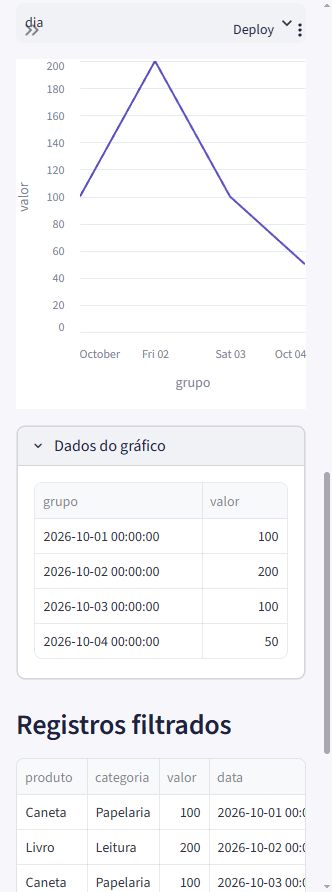 dia
Deploy
200
180
160
140
120
100
80
60
40
20
0
valor
October Fri 02 Sat 03 Oct 04
grupo
Dados do gráfico
grupo valor
2026-10-01 00:00:00 100
2026-10-02 00:00:00 200
2026-10-03 00:00:00 100
2026-10-04 00:00:00 50
Registros filtrados
produto categoria valor data
Caneta Papelaria 100 2026-10-01 00:0
Livro Leitura 200 2026-10-02 00:0
Caneta Papelaria 100 2026-10-03 00:0